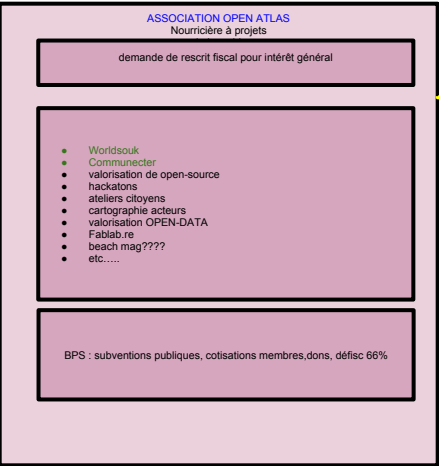 ASSOCIATION OPEN ATLAS
Nourricière à projets
demande de rescrit fiscal pour intérêt général
● Worldsouk
● Communecter
● valorisation de open-source
● hackatons
● ateliers citoyens
● cartographie acteurs
● valorisation OPEN-DATA
● Fablab.re
● beach mag????
● etc…..
BPS : subventions publiques, cotisations membres,dons, défisc 66%